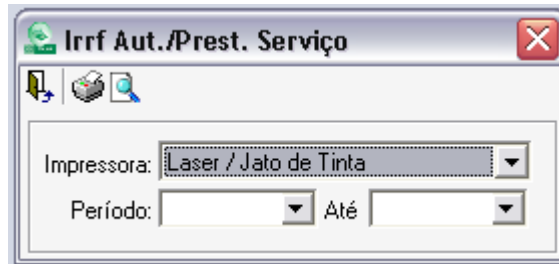 Irrf Aut./Prest. Serviço
Impressora: Laser / Jato de Tinta
Período: Até